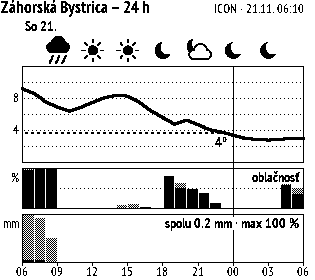 Záhorská Bystrica – 24 h
ICON · 21.11. 06:10
So 21.
8
4
4°
% oblačnosť
mm spolu 0.2 mm · max 100 %
06 09 12 15 18 21 00 03 06